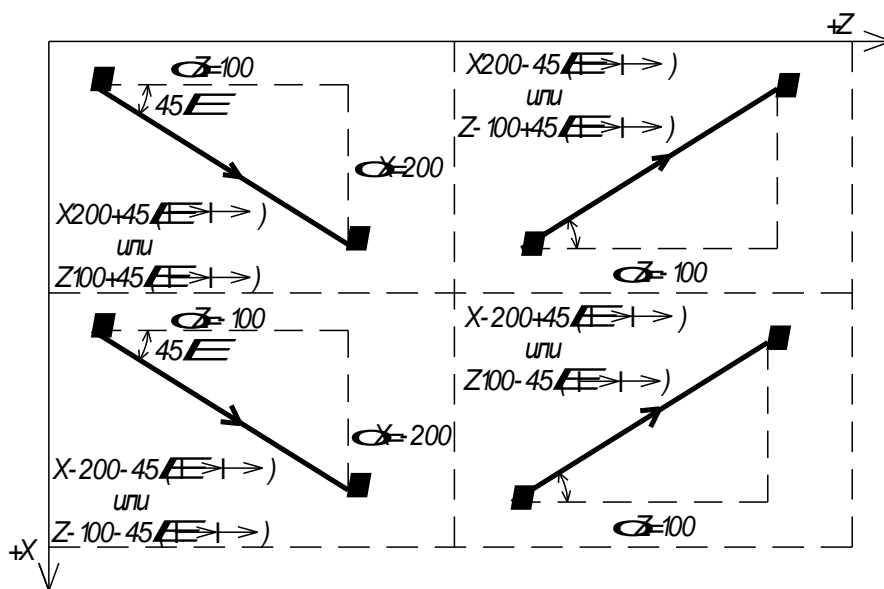 +Z
Z=100
45
X=200
X200+45( )
или
Z100+45( )
X200-45( )
или
Z-100+45( )
Z=-100
Z=-100
45
X=-200
X-200-45( )
или
Z-100-45( )
X-200+45( )
или
Z100-45( )
Z=100
+X